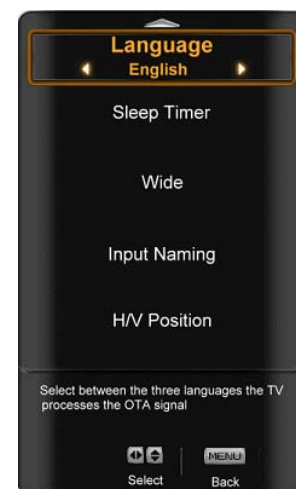 Language
English
Sleep Timer
Wide
Input Naming
H/V Position
Select between the three languages the TV
processes the OTA signal
MENU
Select Back